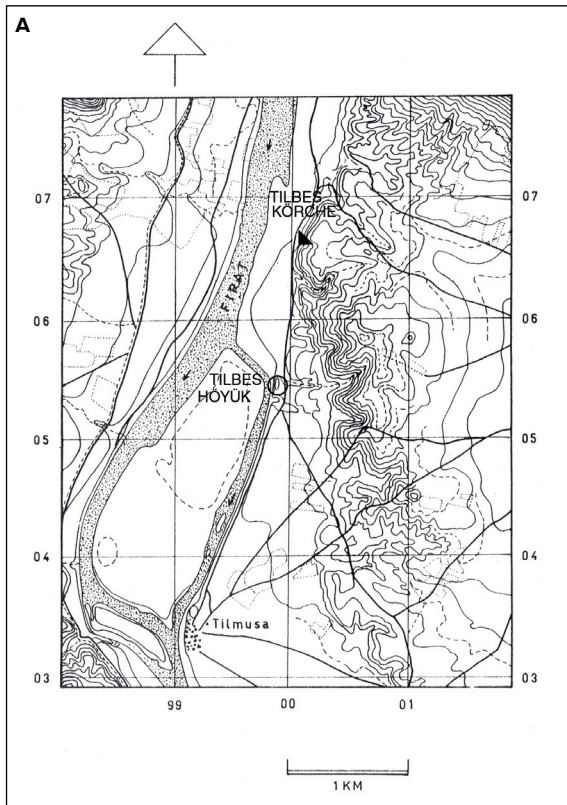 A
07
07
TILBES
KÖRCHE
FIRAT
06
06
TILBES
HÖYÜK
05
05
04
04
Tilmusa
03
03
99
00
01
1 KM